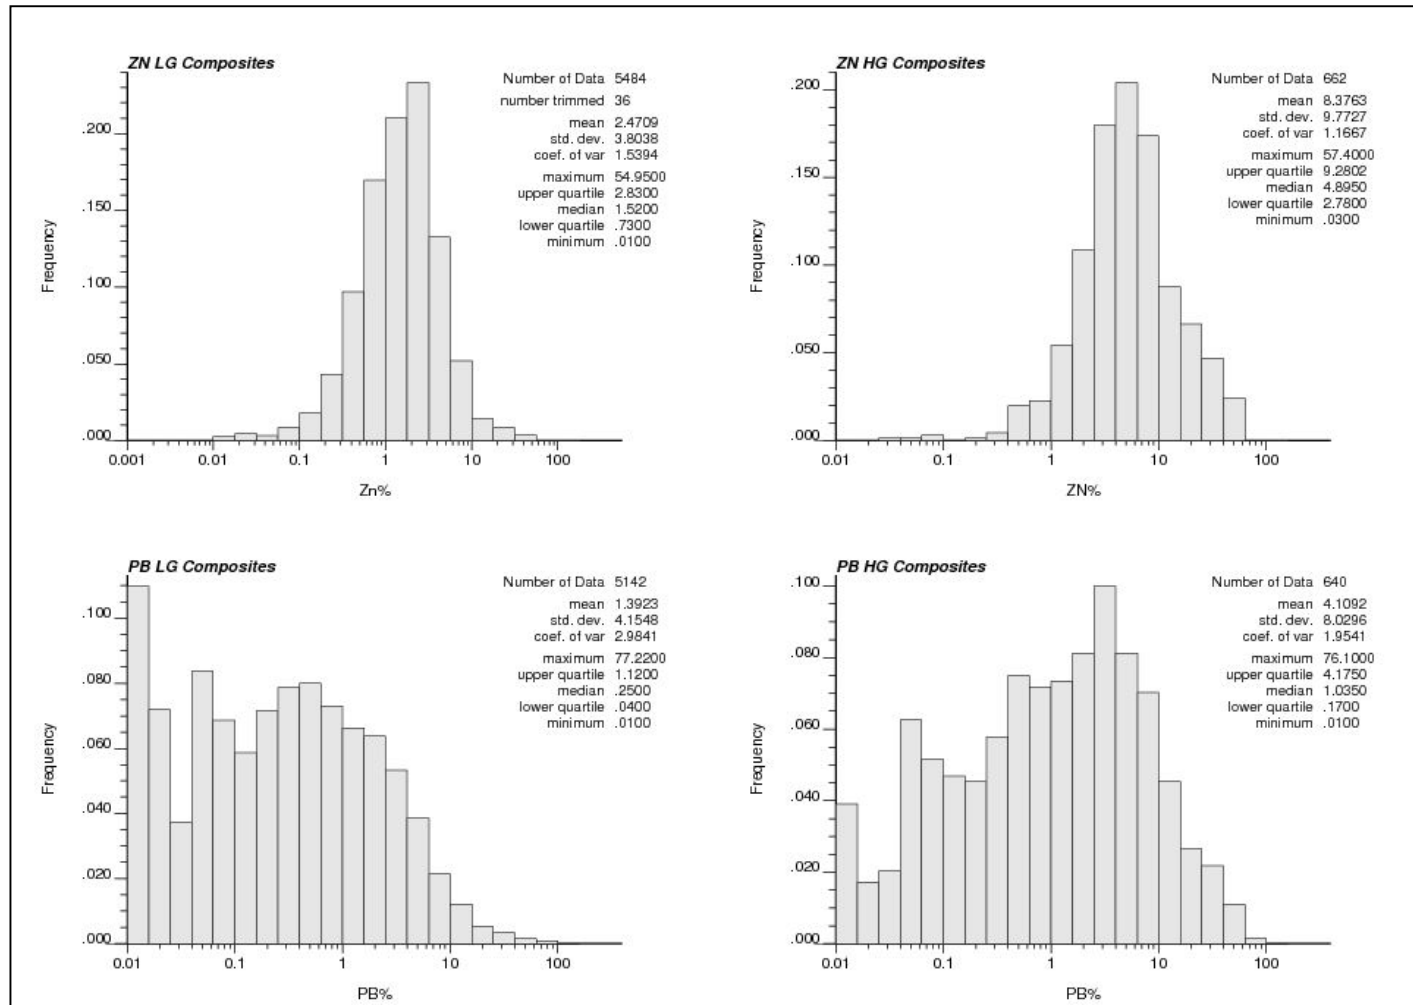 ZN LG Composites
Number of Data 5484
number trimmed 36
mean 2.4709
std. dev. 3.8038
coef. of var 1.5394
maximum 54.9500
upper quartile 2.8300
median 1.5200
lower quartile .7300
minimum .0100
Frequency
.200
.150
.100
.050
.000
0.001 0.01 0.1 1 10 100
Zn%
ZN HG Composites
Number of Data 662
mean 8.3763
std. dev. 9.7727
coef. of var 1.1667
maximum 57.4000
upper quartile 9.2802
median 4.8950
lower quartile 2.7800
minimum .0300
Frequency
.200
.150
.100
.050
.000
0.01 0.1 1 10 100
ZN%
PB LG Composites
Number of Data 5142
mean 1.3923
std. dev. 4.1548
coef. of var 2.9841
maximum 77.2200
upper quartile 1.1200
median .2500
lower quartile .0400
minimum .0100
Frequency
.100
.080
.060
.040
.020
.000
0.01 0.1 1 10 100
PB%
PB HG Composites
Number of Data 640
mean 4.1092
std. dev. 8.0296
coef. of var 1.9541
maximum 76.1000
upper quartile 4.1750
median 1.0350
lower quartile .1700
minimum .0100
Frequency
.100
.080
.060
.040
.020
.000
0.01 0.1 1 10 100
PB%